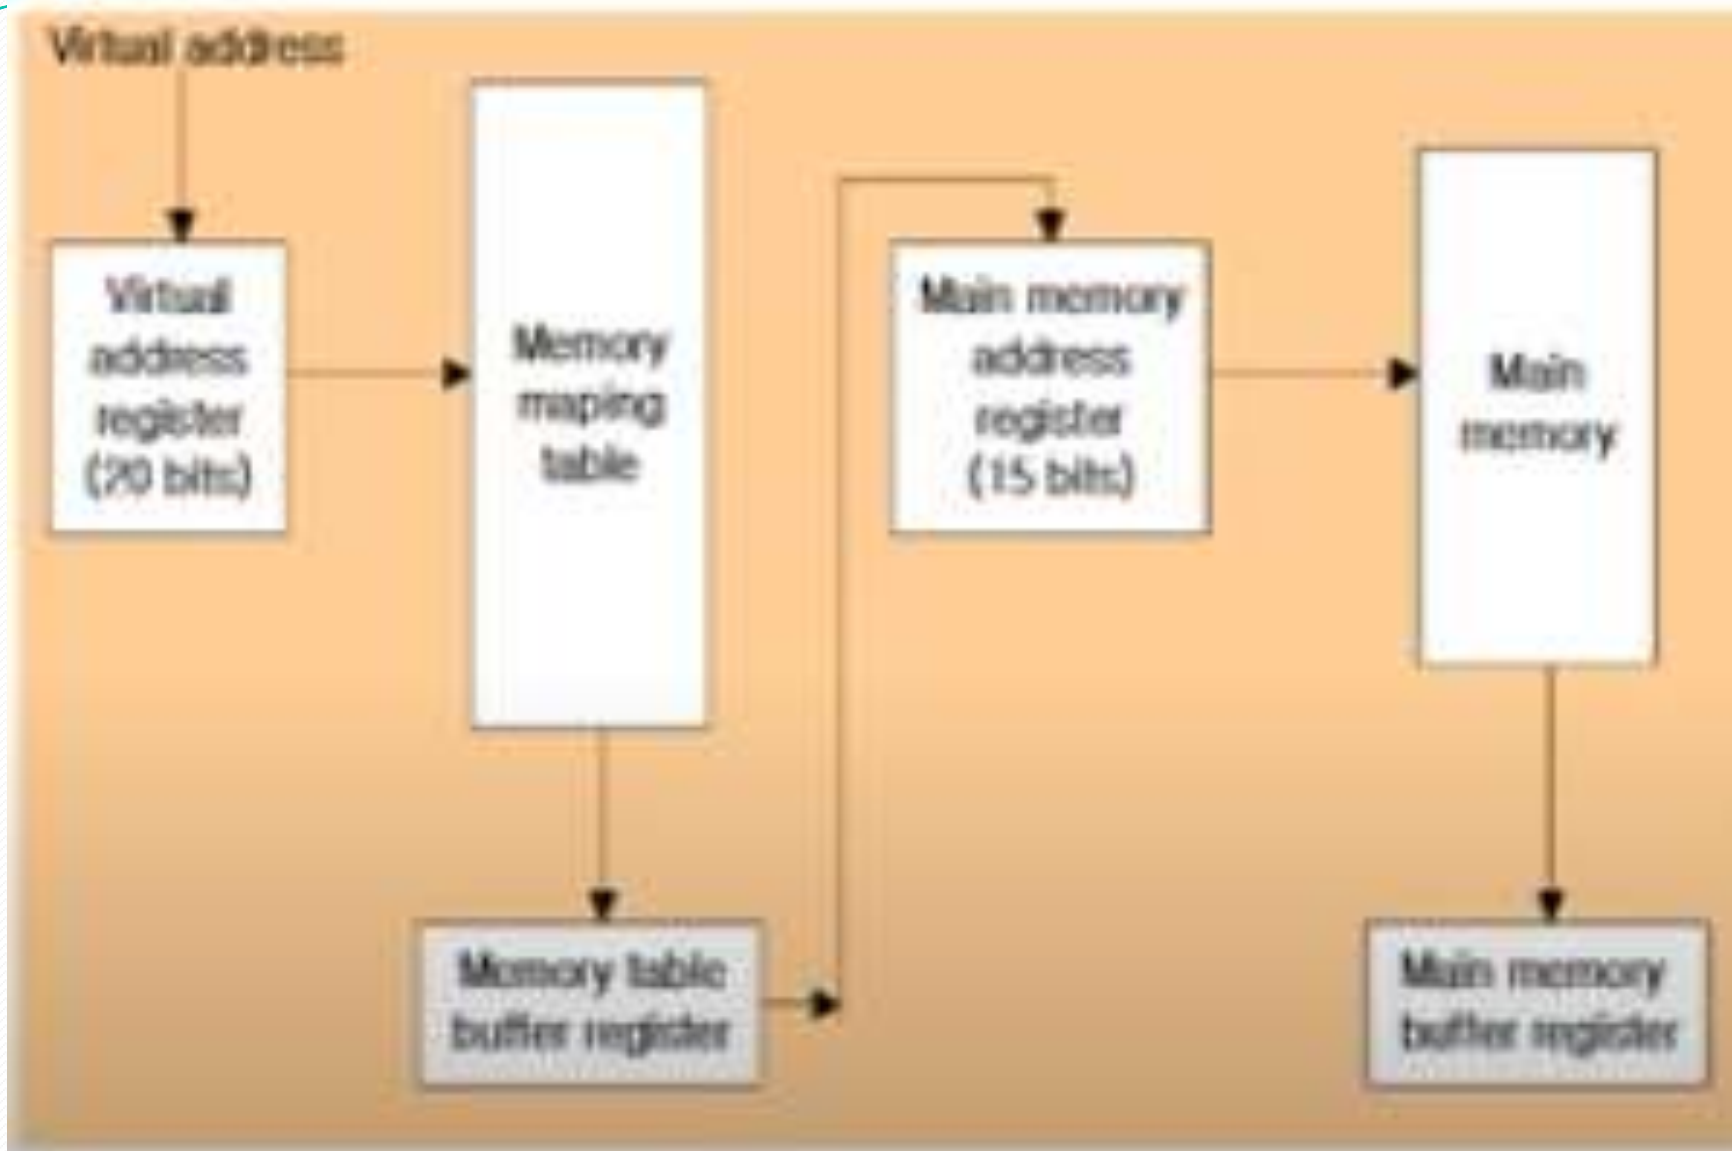 Virtual address
Virtual
address
register
(20 bits)
Memory
maping
table
Memory table
buffer register
Main memory
address
register
(15 bits)
Main
memory
Main memory
buffer register